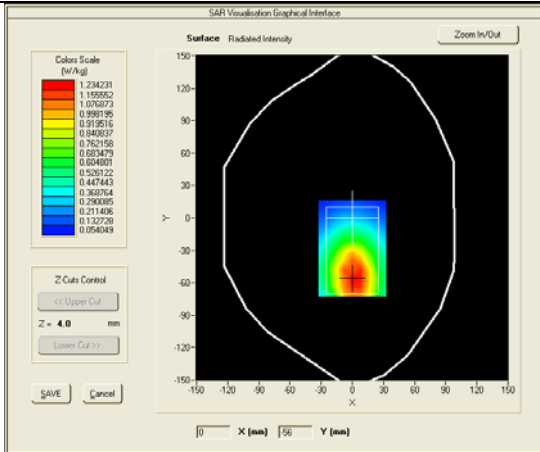 SAR Visualisation Graphical Interface
Surface Radiated Intensity
Zoom In/Out
Colors Scale
(W/kg)
1.234231
1.155552
1.076873
0.998195
0.919516
0.840837
0.762158
0.683479
0.604801
0.526122
0.447443
0.368764
0.290085
0.211406
0.132728
0.054049
Z-Cuts Control
<< Upper Cut
Z = 4.0 mm
Lower Cut >>
SAVE Cancel
150
120
90
60
30
0
-30
-60
-90
-120
-150
Y
-150 -120 -90 -60 -30 0 30 60 90 120 150
X
0 X (mm) -56 Y (mm)